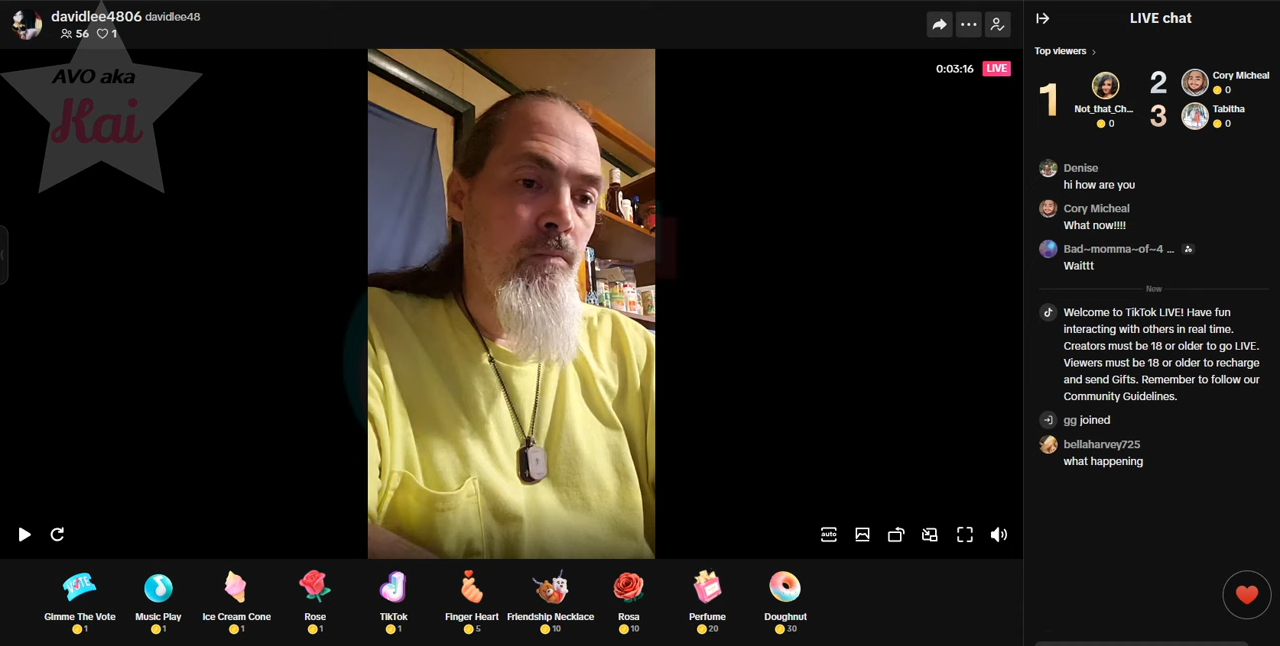 davidlee4806 davidlee48
56 1
AVO aka
Kai
0:03:16 LIVE
LIVE chat
Top viewers
1
Not_that_Ch...
0
2
Cory Micheal
0
3
Tabitha
0
Denise
hi how are you
Cory Micheal
What now!!!!
Bad~momma~of~4 ...
Waittt
New
Welcome to TikTok LIVE! Have fun
interacting with others in real time.
Creators must be 18 or older to go LIVE.
Viewers must be 18 or older to recharge
and send Gifts. Remember to follow our
Community Guidelines.
gg joined
bellaharvey725
what happening
auto
VOTE
Gimme The Vote
1
Music Play
1
Ice Cream Cone
1
Rose
1
TikTok
1
Finger Heart
5
Friendship Necklace
10
Rosa
10
Perfume
20
Doughnut
30